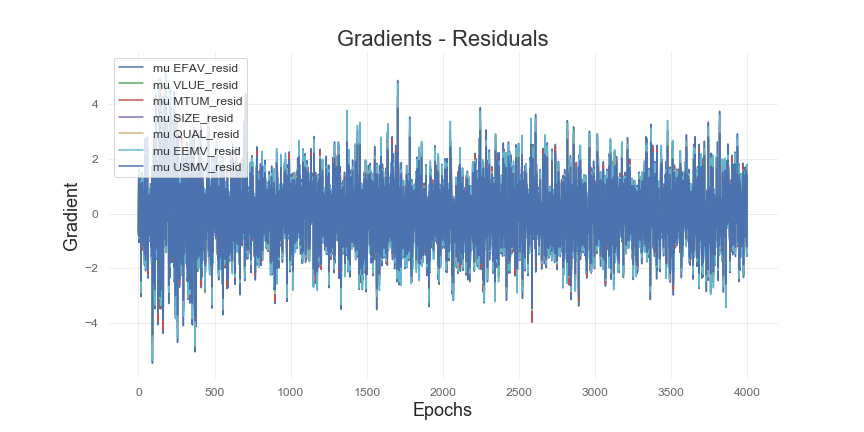 Gradients - Residuals
mu EFAV_resid
mu VLUE_resid
mu MTUM_resid
mu SIZE_resid
mu QUAL_resid
mu EEMV_resid
mu USMV_resid
Gradient
4
2
0
−2
−4
0 500 1000 1500 2000 2500 3000 3500 4000
Epochs